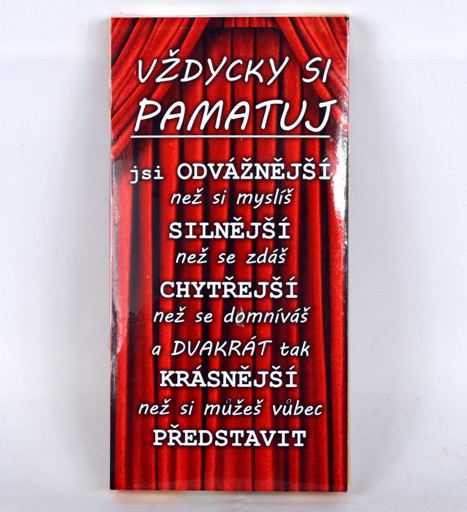 VŽDYCKY SI
PAMATUJ
jsi ODVÁŽNĚJŠÍ
než si myslíš
SILNĚJŠÍ
než se zdáš
CHYTŘEJŠÍ
než se domníváš
a DVAKRÁT tak
KRÁSNĚJŠÍ
než si můžeš vůbec
PŘEDSTAVIT